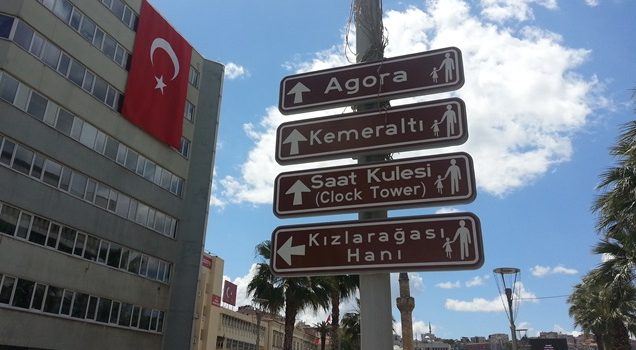 Agora
Kemeraltı
Saat Kulesi
(Clock Tower)
Kızlarağası
Hanı